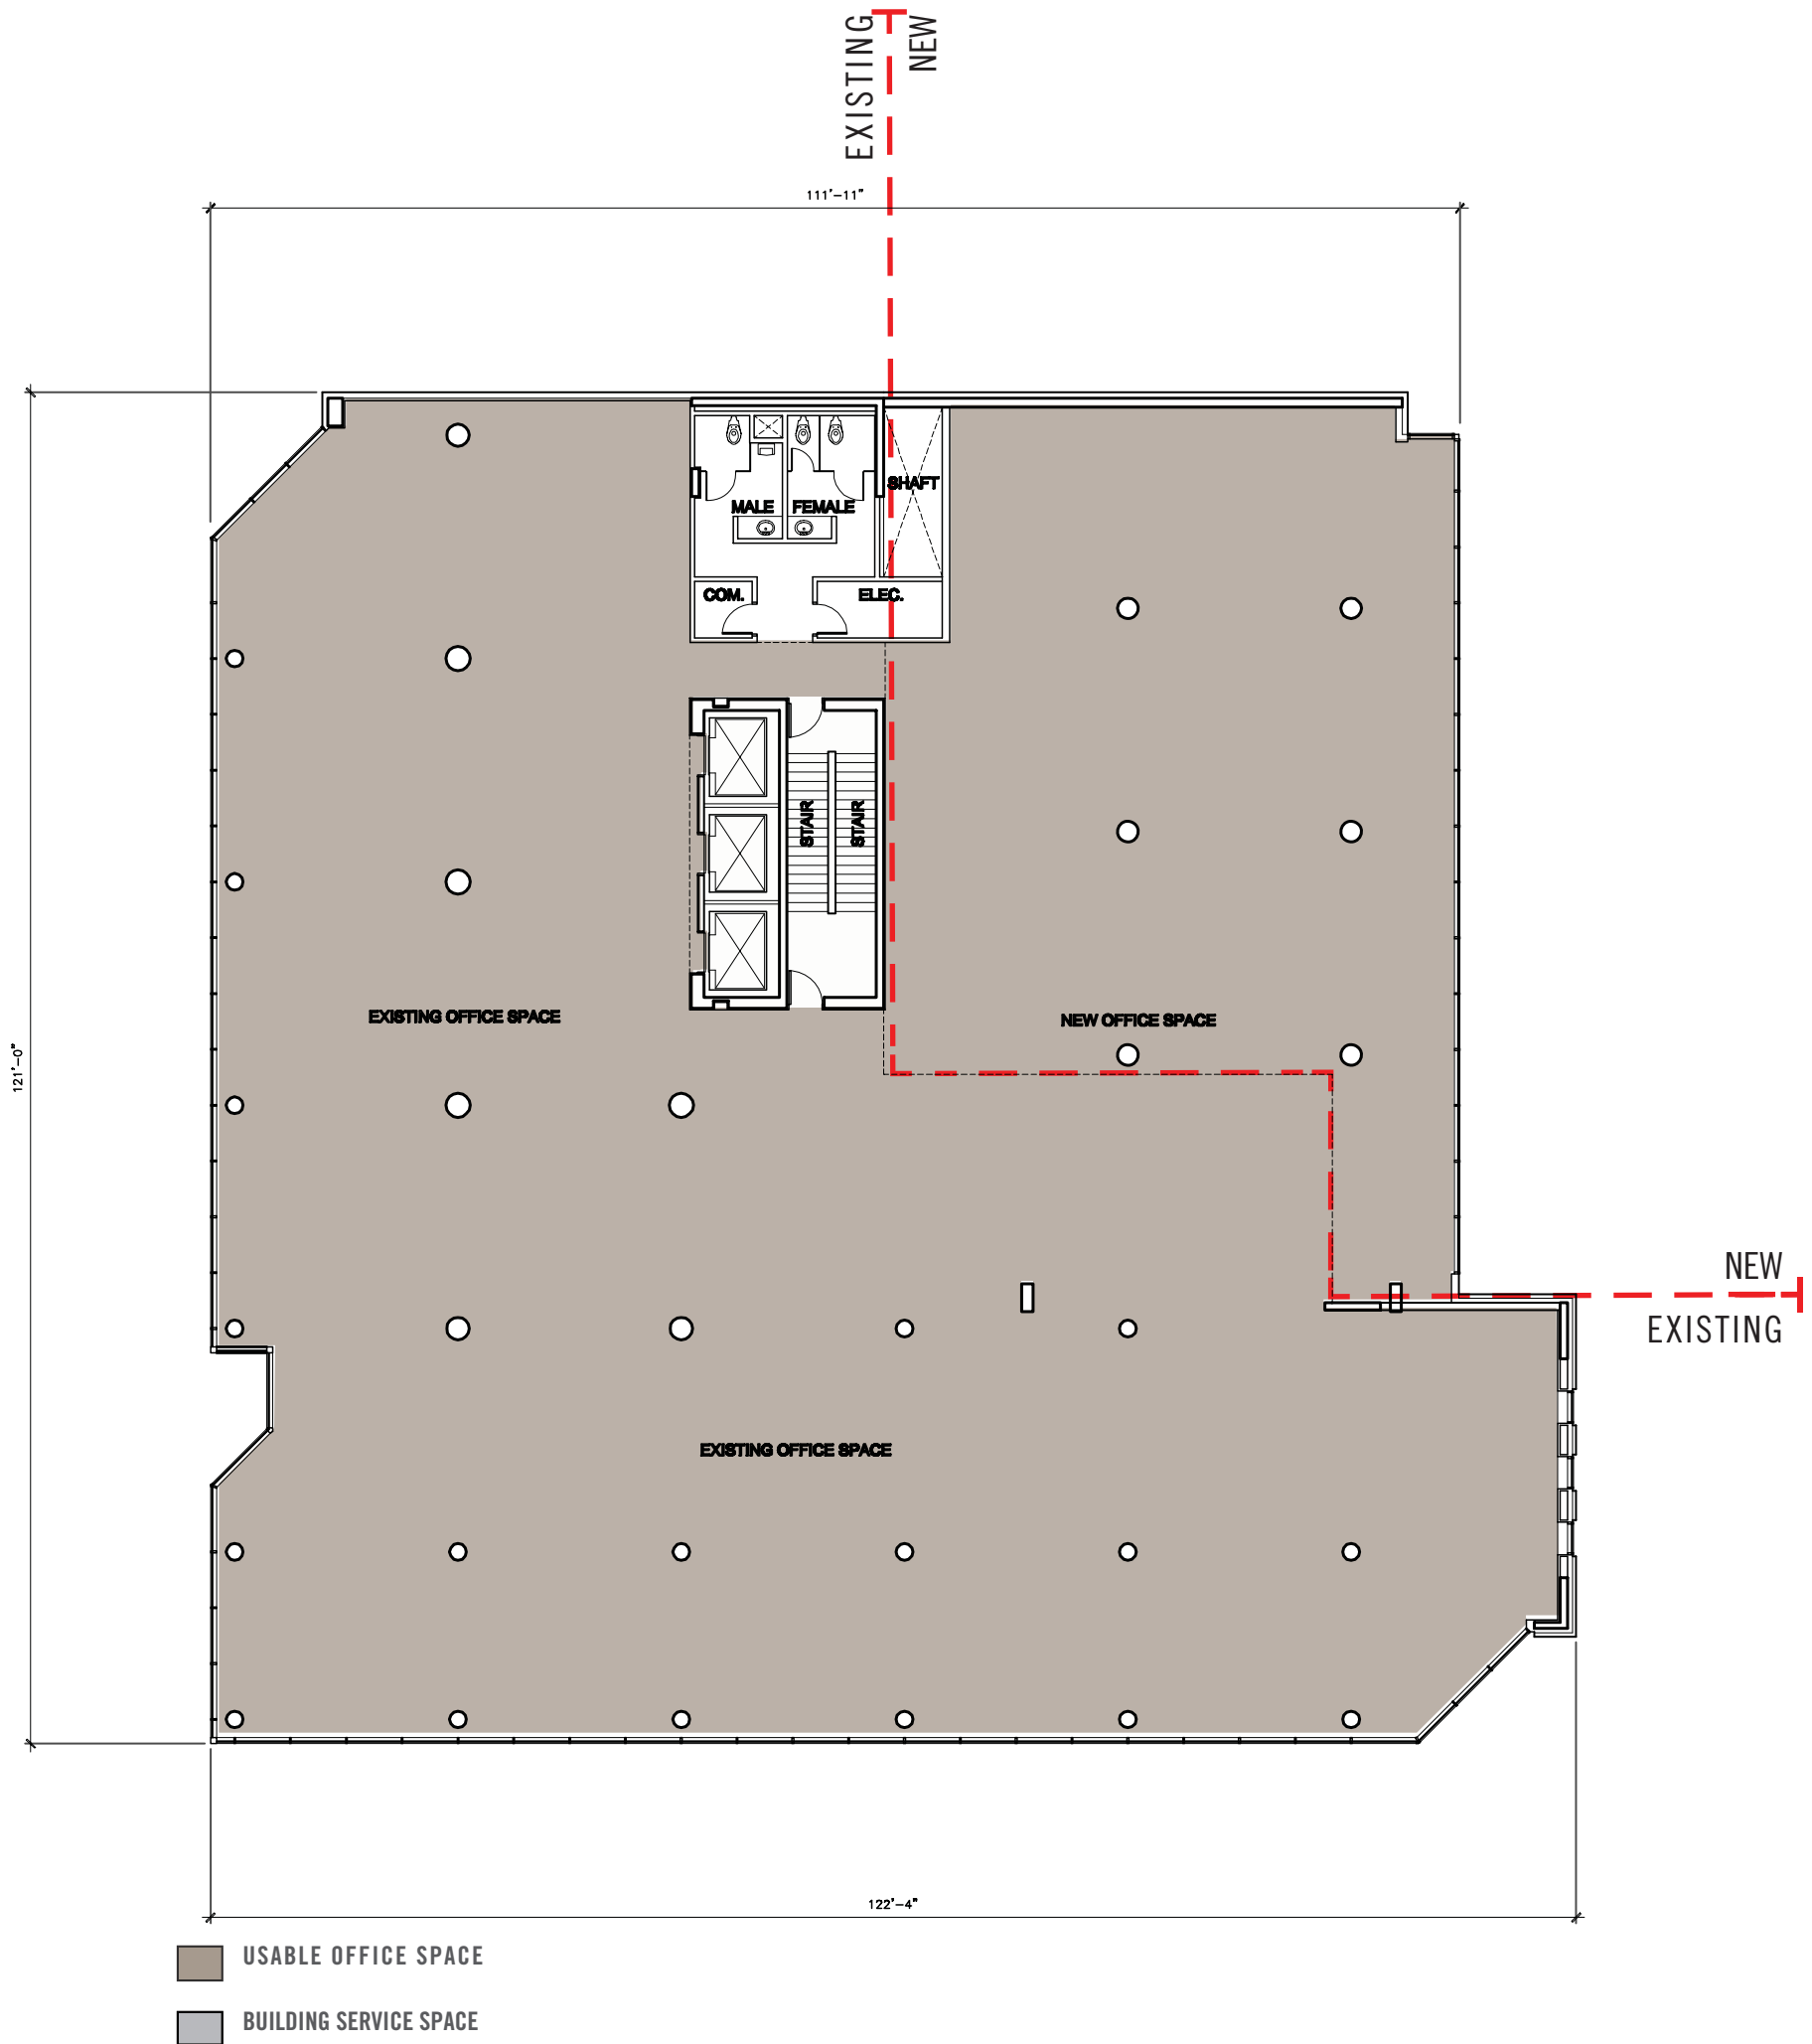 EXISTING
NEW
111'-11"
SHAFT
MALE
FEMALE
COM.
ELEC.
STAIR
STAIR
EXISTING OFFICE SPACE
NEW OFFICE SPACE
121'-0"
NEW
EXISTING
EXISTING OFFICE SPACE
122'-4"
USABLE OFFICE SPACE
BUILDING SERVICE SPACE